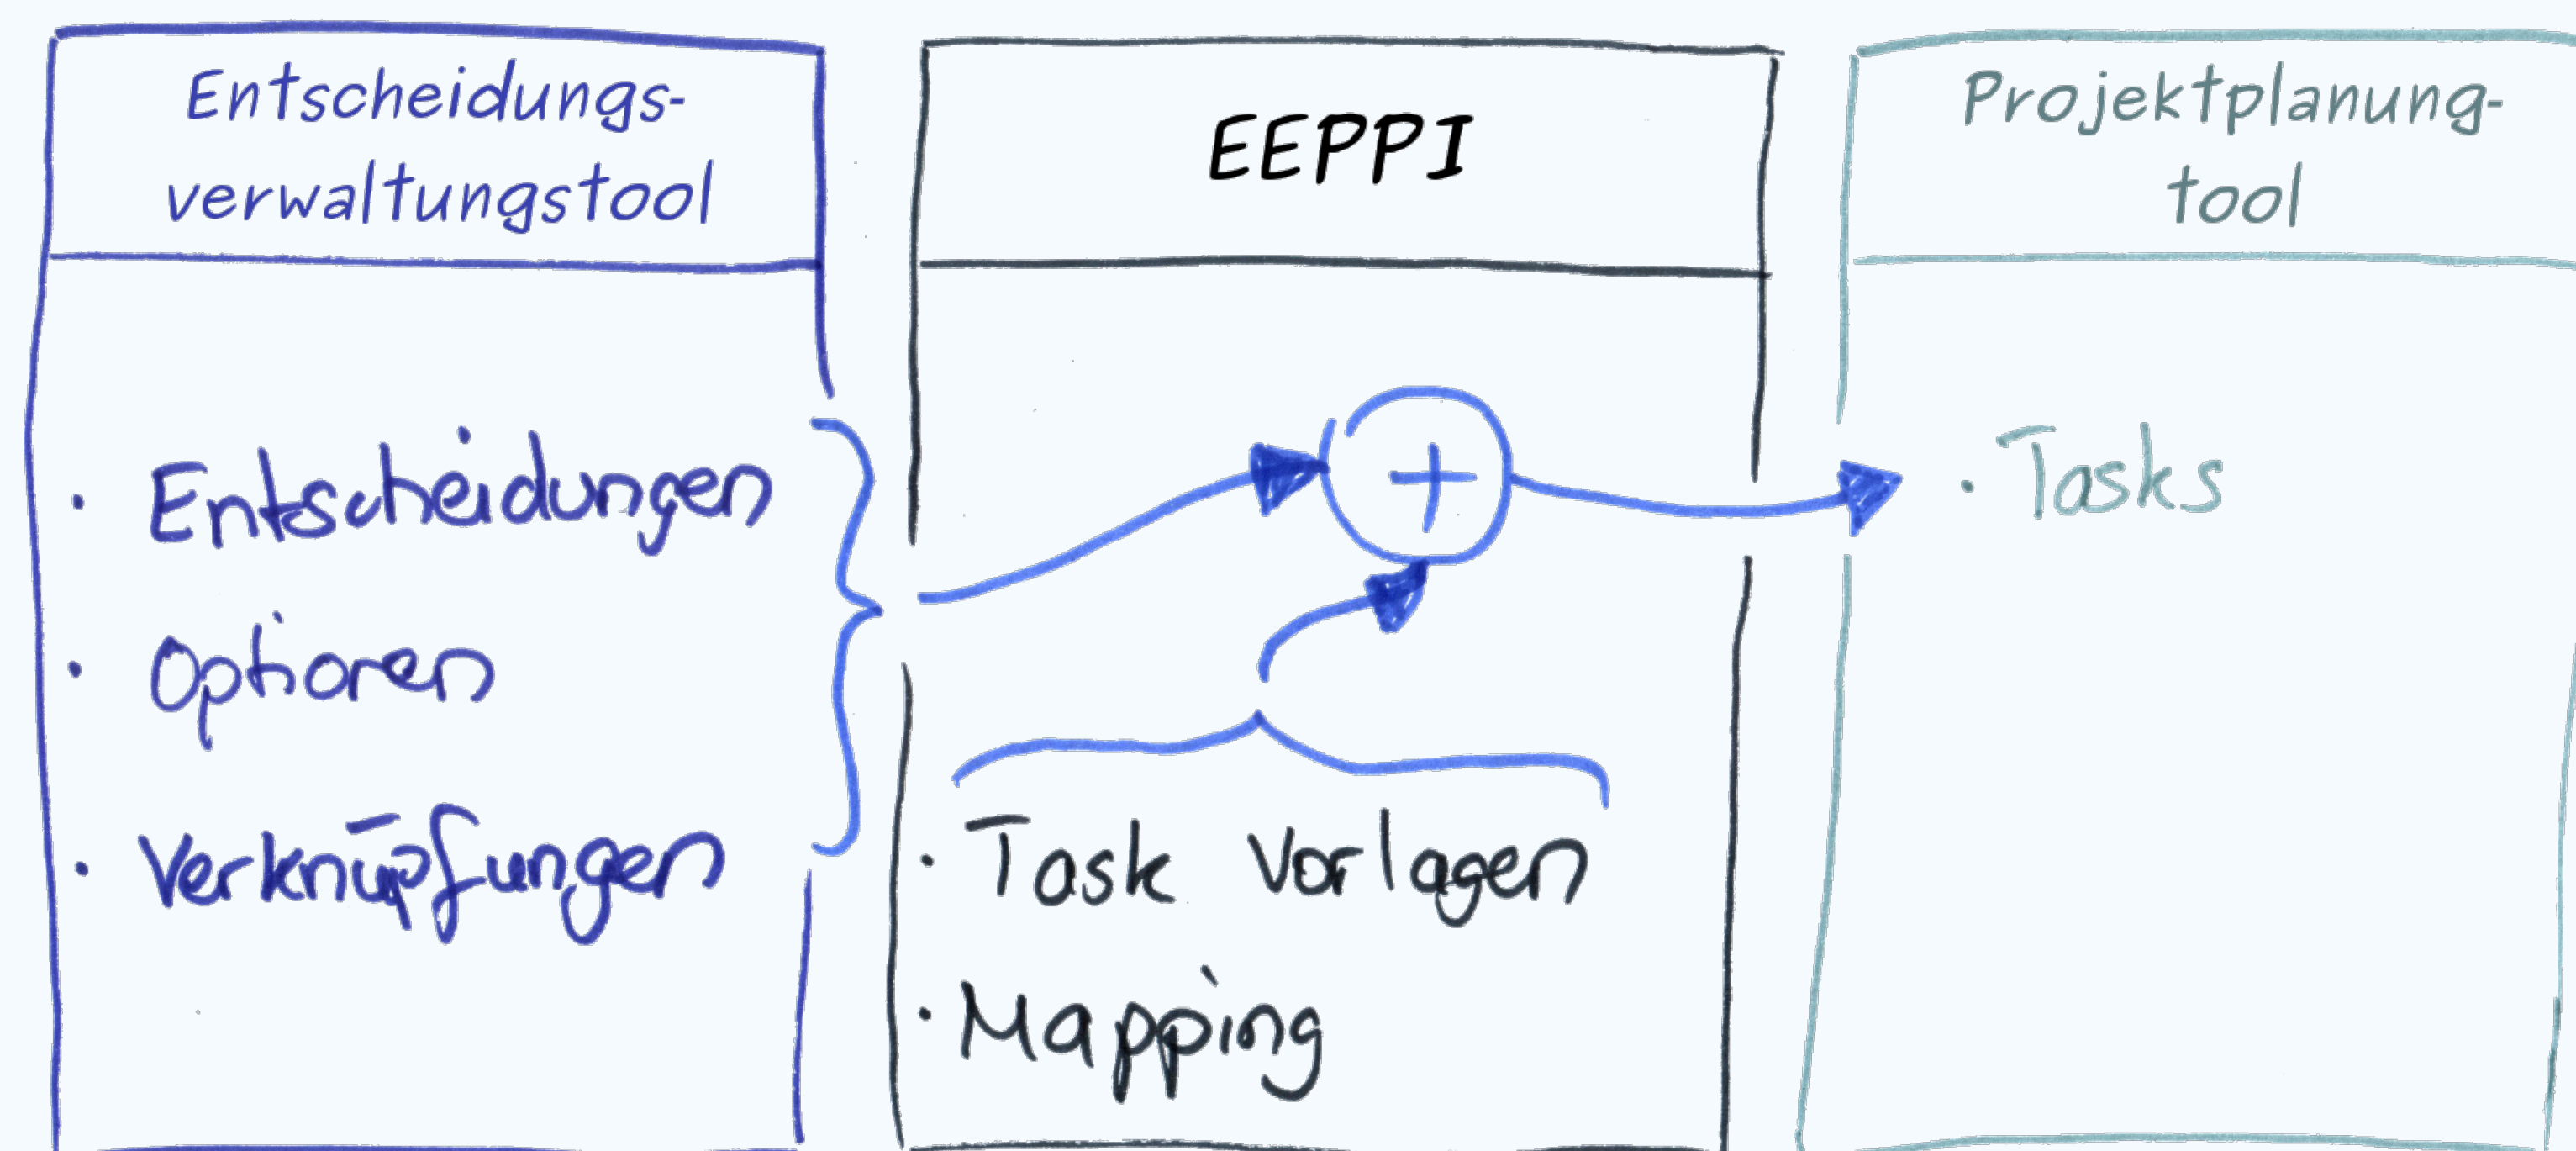 Entscheidungs-
verwaltungstool
• Entscheidungen
• Optionen
• Verknüpfungen
EEPPI
+
• Task Vorlagen
• Mapping
Projektplanung-
tool
• Tasks